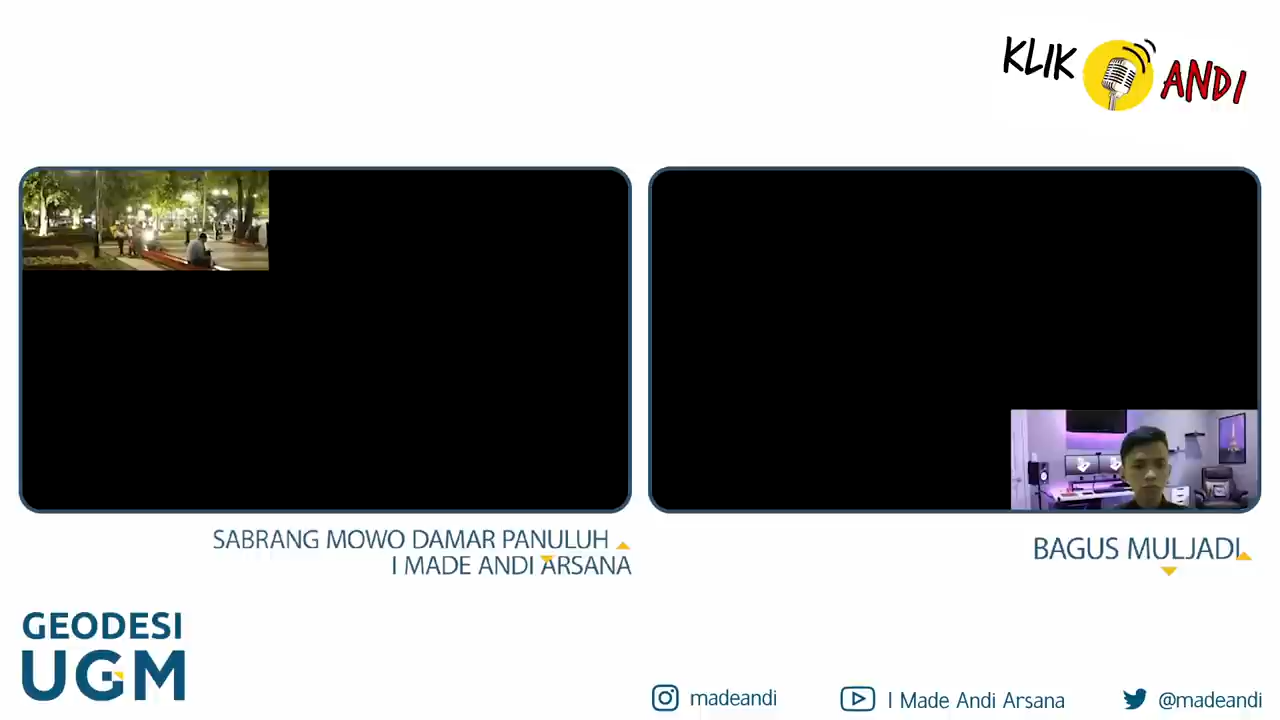 KLIK ANDI
SABRANG MOWO DAMAR PANULUH
I MADE ANDI ARSANA
BAGUS MULJADI
GEODESI
UGM
madeandi
I Made Andi Arsana
@madeandi